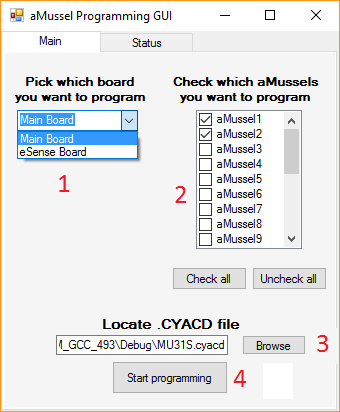 aMussel Programming GUI
Main
Status
Pick which board
you want to program
Main Board
Main Board
eSense Board
1
Check which aMussels
you want to program
aMussel1
aMussel2
aMussel3
aMussel4
aMussel5
aMussel6
aMussel7
aMussel8
aMussel9
2
Check all
Uncheck all
Locate .CYACD file
M_GCC_493\Debug\MU31S.cyacd
Browse
3
Start programming
4